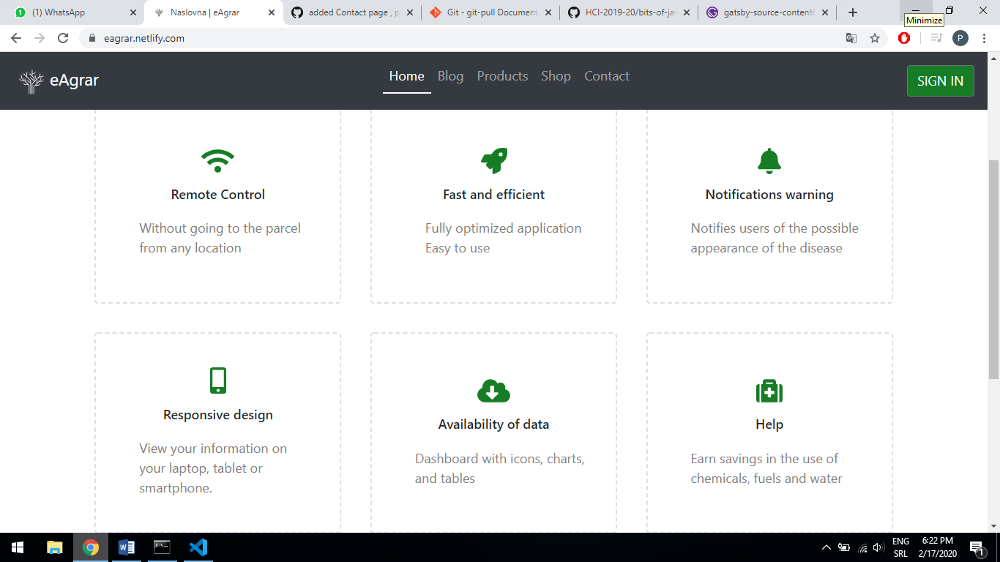 (1) WhatsApp
Naslovna | eAgrar
added Contact page , p
Git - git-pull Document
HCI-2019-20/bits-of-jav
gatsby-source-contentf
Minimize
eagrar.netlify.com
P
eAgrar
Home
Blog
Products
Shop
Contact
SIGN IN
Remote Control
Without going to the parcel
from any location
Fast and efficient
Fully optimized application
Easy to use
Notifications warning
Notifies users of the possible
appearance of the disease
Responsive design
View your information on
your laptop, tablet or
smartphone.
Availability of data
Dashboard with icons, charts,
and tables
Help
Earn savings in the use of
chemicals, fuels and water
ENG
SRL
6:22 PM
2/17/2020
1